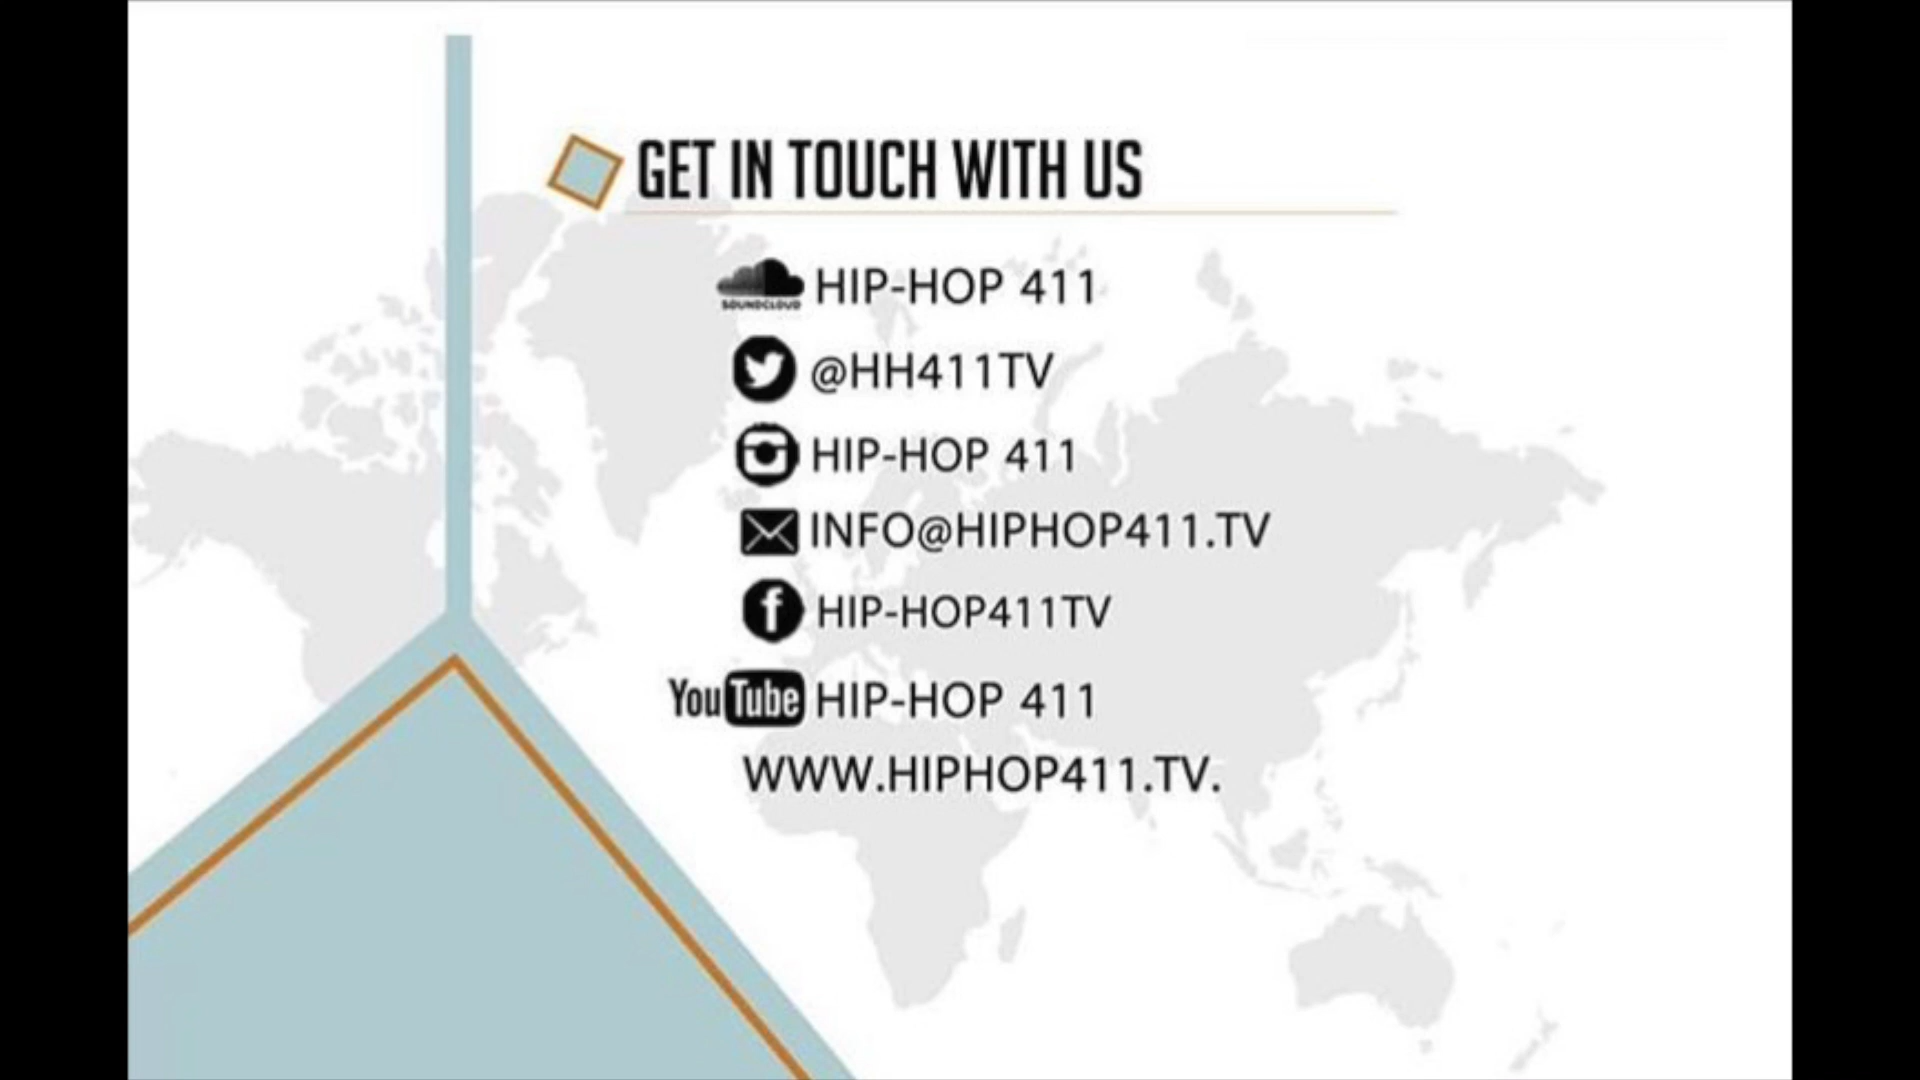 GET IN TOUCH WITH US
SOUNDCLOUD HIP-HOP 411
@HH411TV
HIP-HOP 411
INFO@HIPHOP411.TV
HIP-HOP411TV
YouTube HIP-HOP 411
WWW.HIPHOP411.TV.